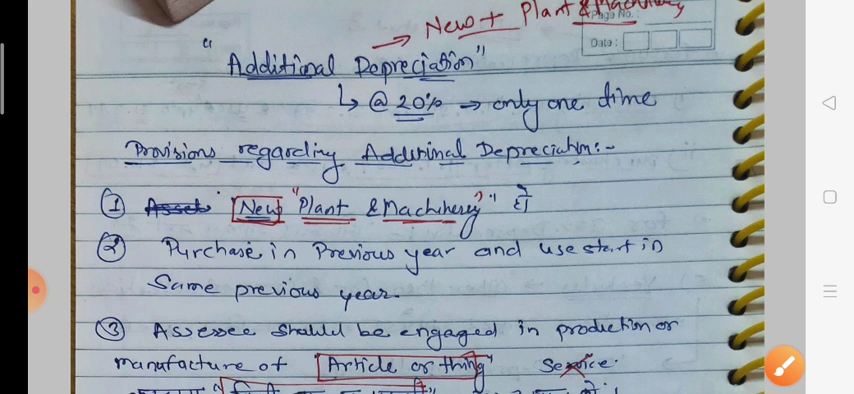 → New + Plant & Machinery
Page No.:
Date:
"Additional Depreciation"
↳ @ 20% → only one time
Provisions regarding Additinal Depreciation:-
① Asset "New "Plant & Machinery" हो
② Purchase in Previous year and use start in
Same previous year.
③ Assessee should be engaged in production or
manufacture of "Article or thing" Service.